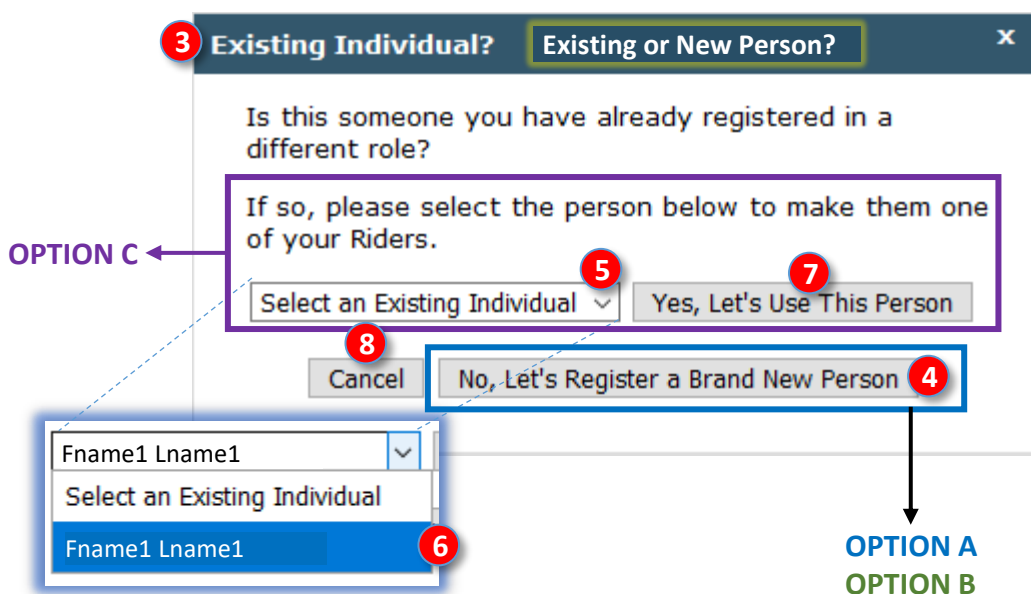 3 Existing Individual? Existing or New Person? x
Is this someone you have already registered in a
different role?
If so, please select the person below to make them one
of your Riders.
OPTION C
5 7
Select an Existing Individual Yes, Let's Use This Person
8
Cancel No, Let's Register a Brand New Person 4
Fname1 Lname1
Select an Existing Individual
Fname1 Lname1 6
OPTION A
OPTION B